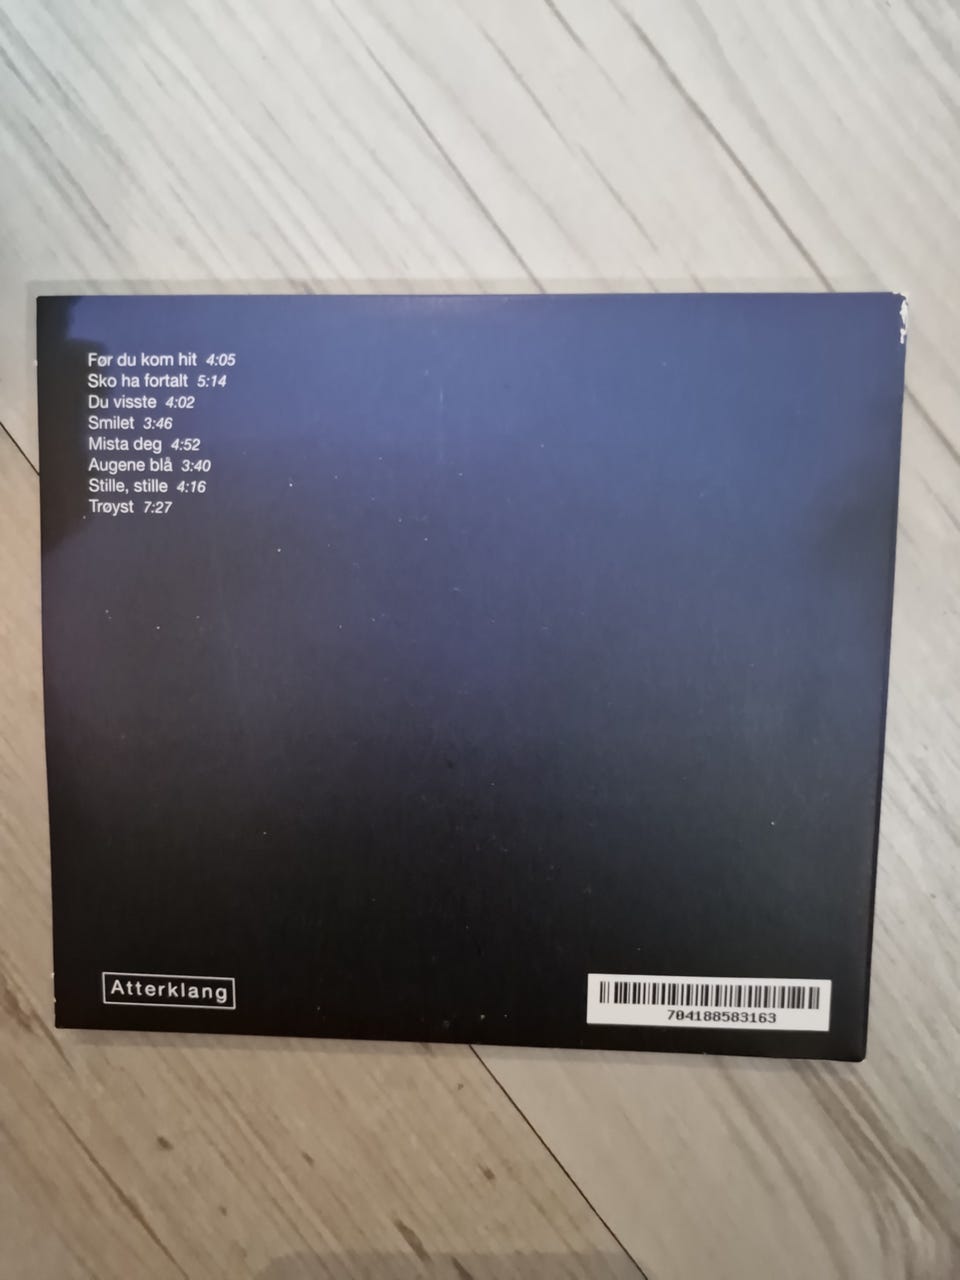 Før du kom hit 4:05
Sko ha fortalt 5:14
Du visste 4:02
Smilet 3:46
Mista deg 4:52
Augene blå 3:40
Stille, stille 4:16
Trøyst 7:27
Atterklang
704188583163